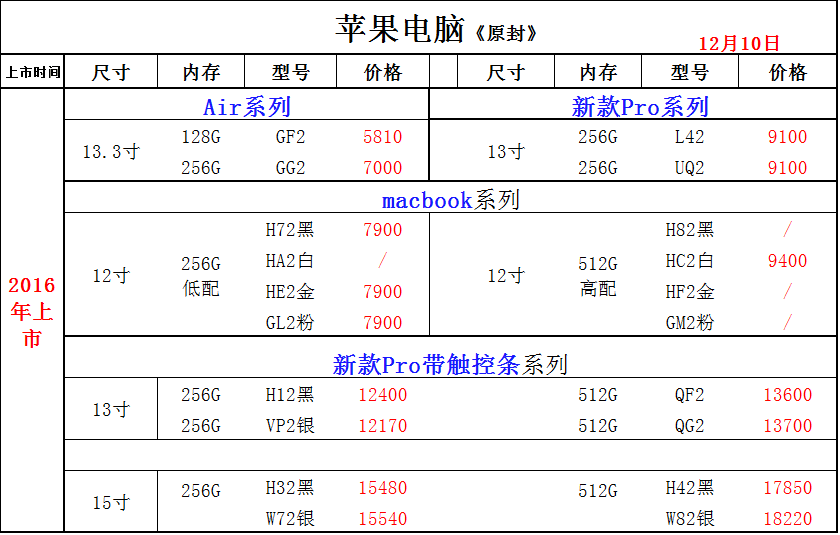 苹果电脑《原封》
12月10日
上市时间 尺寸 内存 型号 价格 尺寸 内存 型号 价格
Air系列 新款Pro系列
13.3寸 128G GF2 5810 13寸 256G L42 9100
256G GG2 7000 256G UQ2 9100
macbook系列
2016年上市
12寸 256G低配 H72黑 7900 12寸 512G高配 H82黑 /
HA2白 / HC2白 9400
HE2金 7900 HF2金 /
GL2粉 7900 GM2粉 /
新款Pro带触控条系列
13寸 256G H12黑 12400 512G QF2 13600
256G VP2银 12170 512G QG2 13700
15寸 256G H32黑 15480 512G H42黑 17850
W72银 15540 W82银 18220